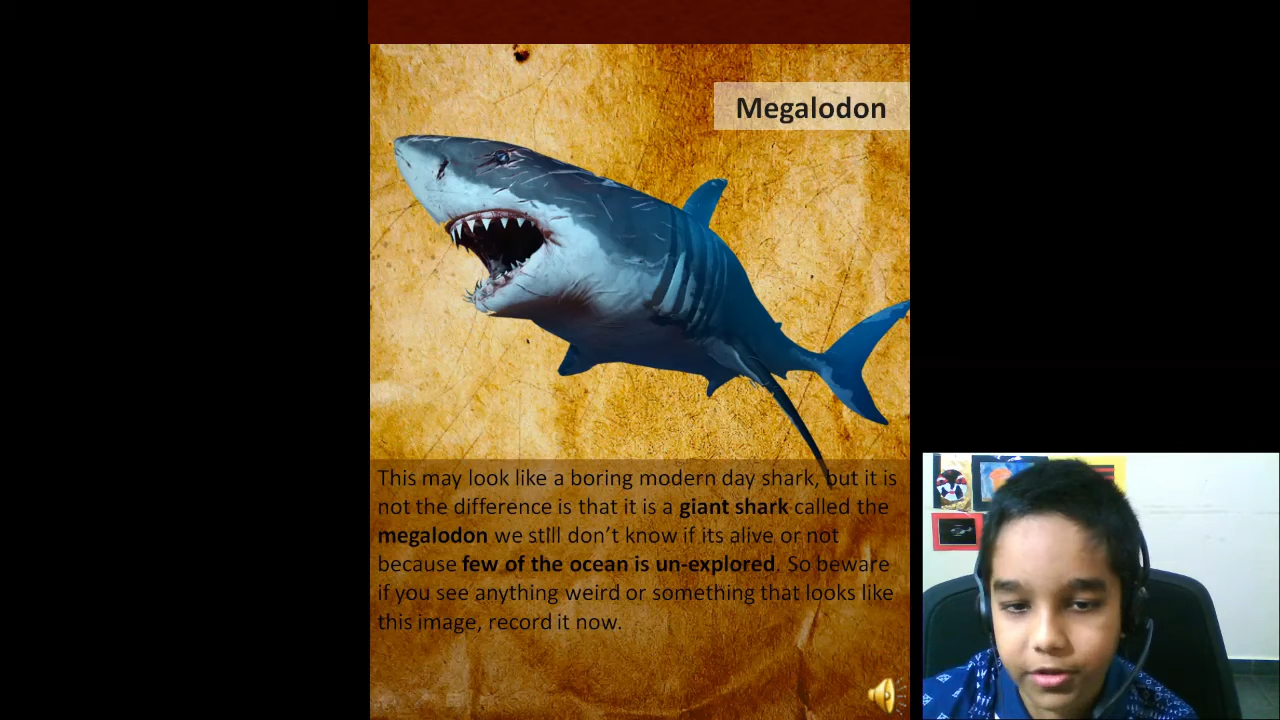 Megalodon
This may look like a boring modern day shark, but it is
not the difference is that it is a giant shark called the
megalodon we still don’t know if its alive or not
because few of the ocean is un-explored. So beware
if you see anything weird or something that looks like
this image, record it now.